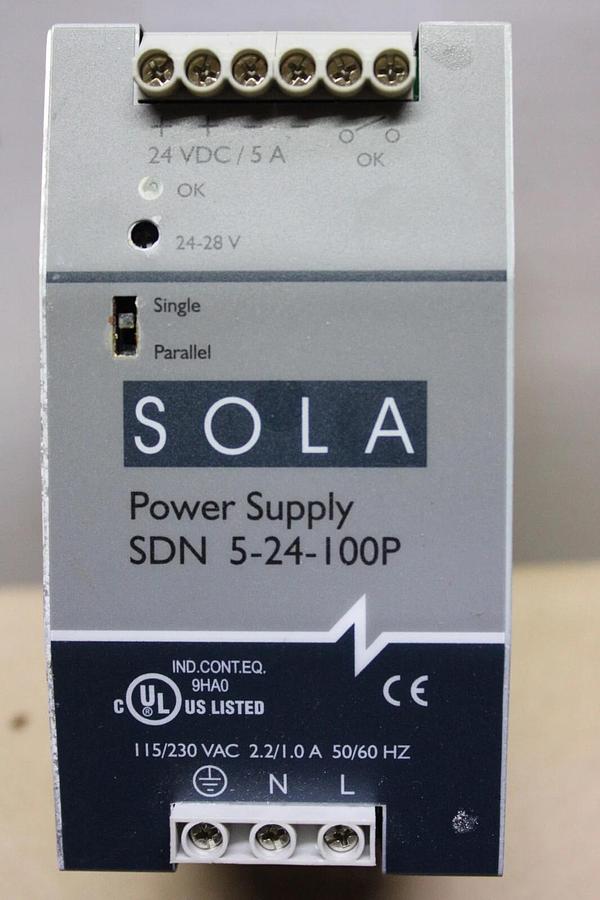 + + - -
24 VDC / 5 A
OK
OK
24-28 V
Single
Parallel
SOLA
Power Supply
SDN 5-24-100P
IND.CONT.EQ.
9HA0
C UL ® US LISTED
CE
115/230 VAC 2.2/1.0 A 50/60 HZ
N L